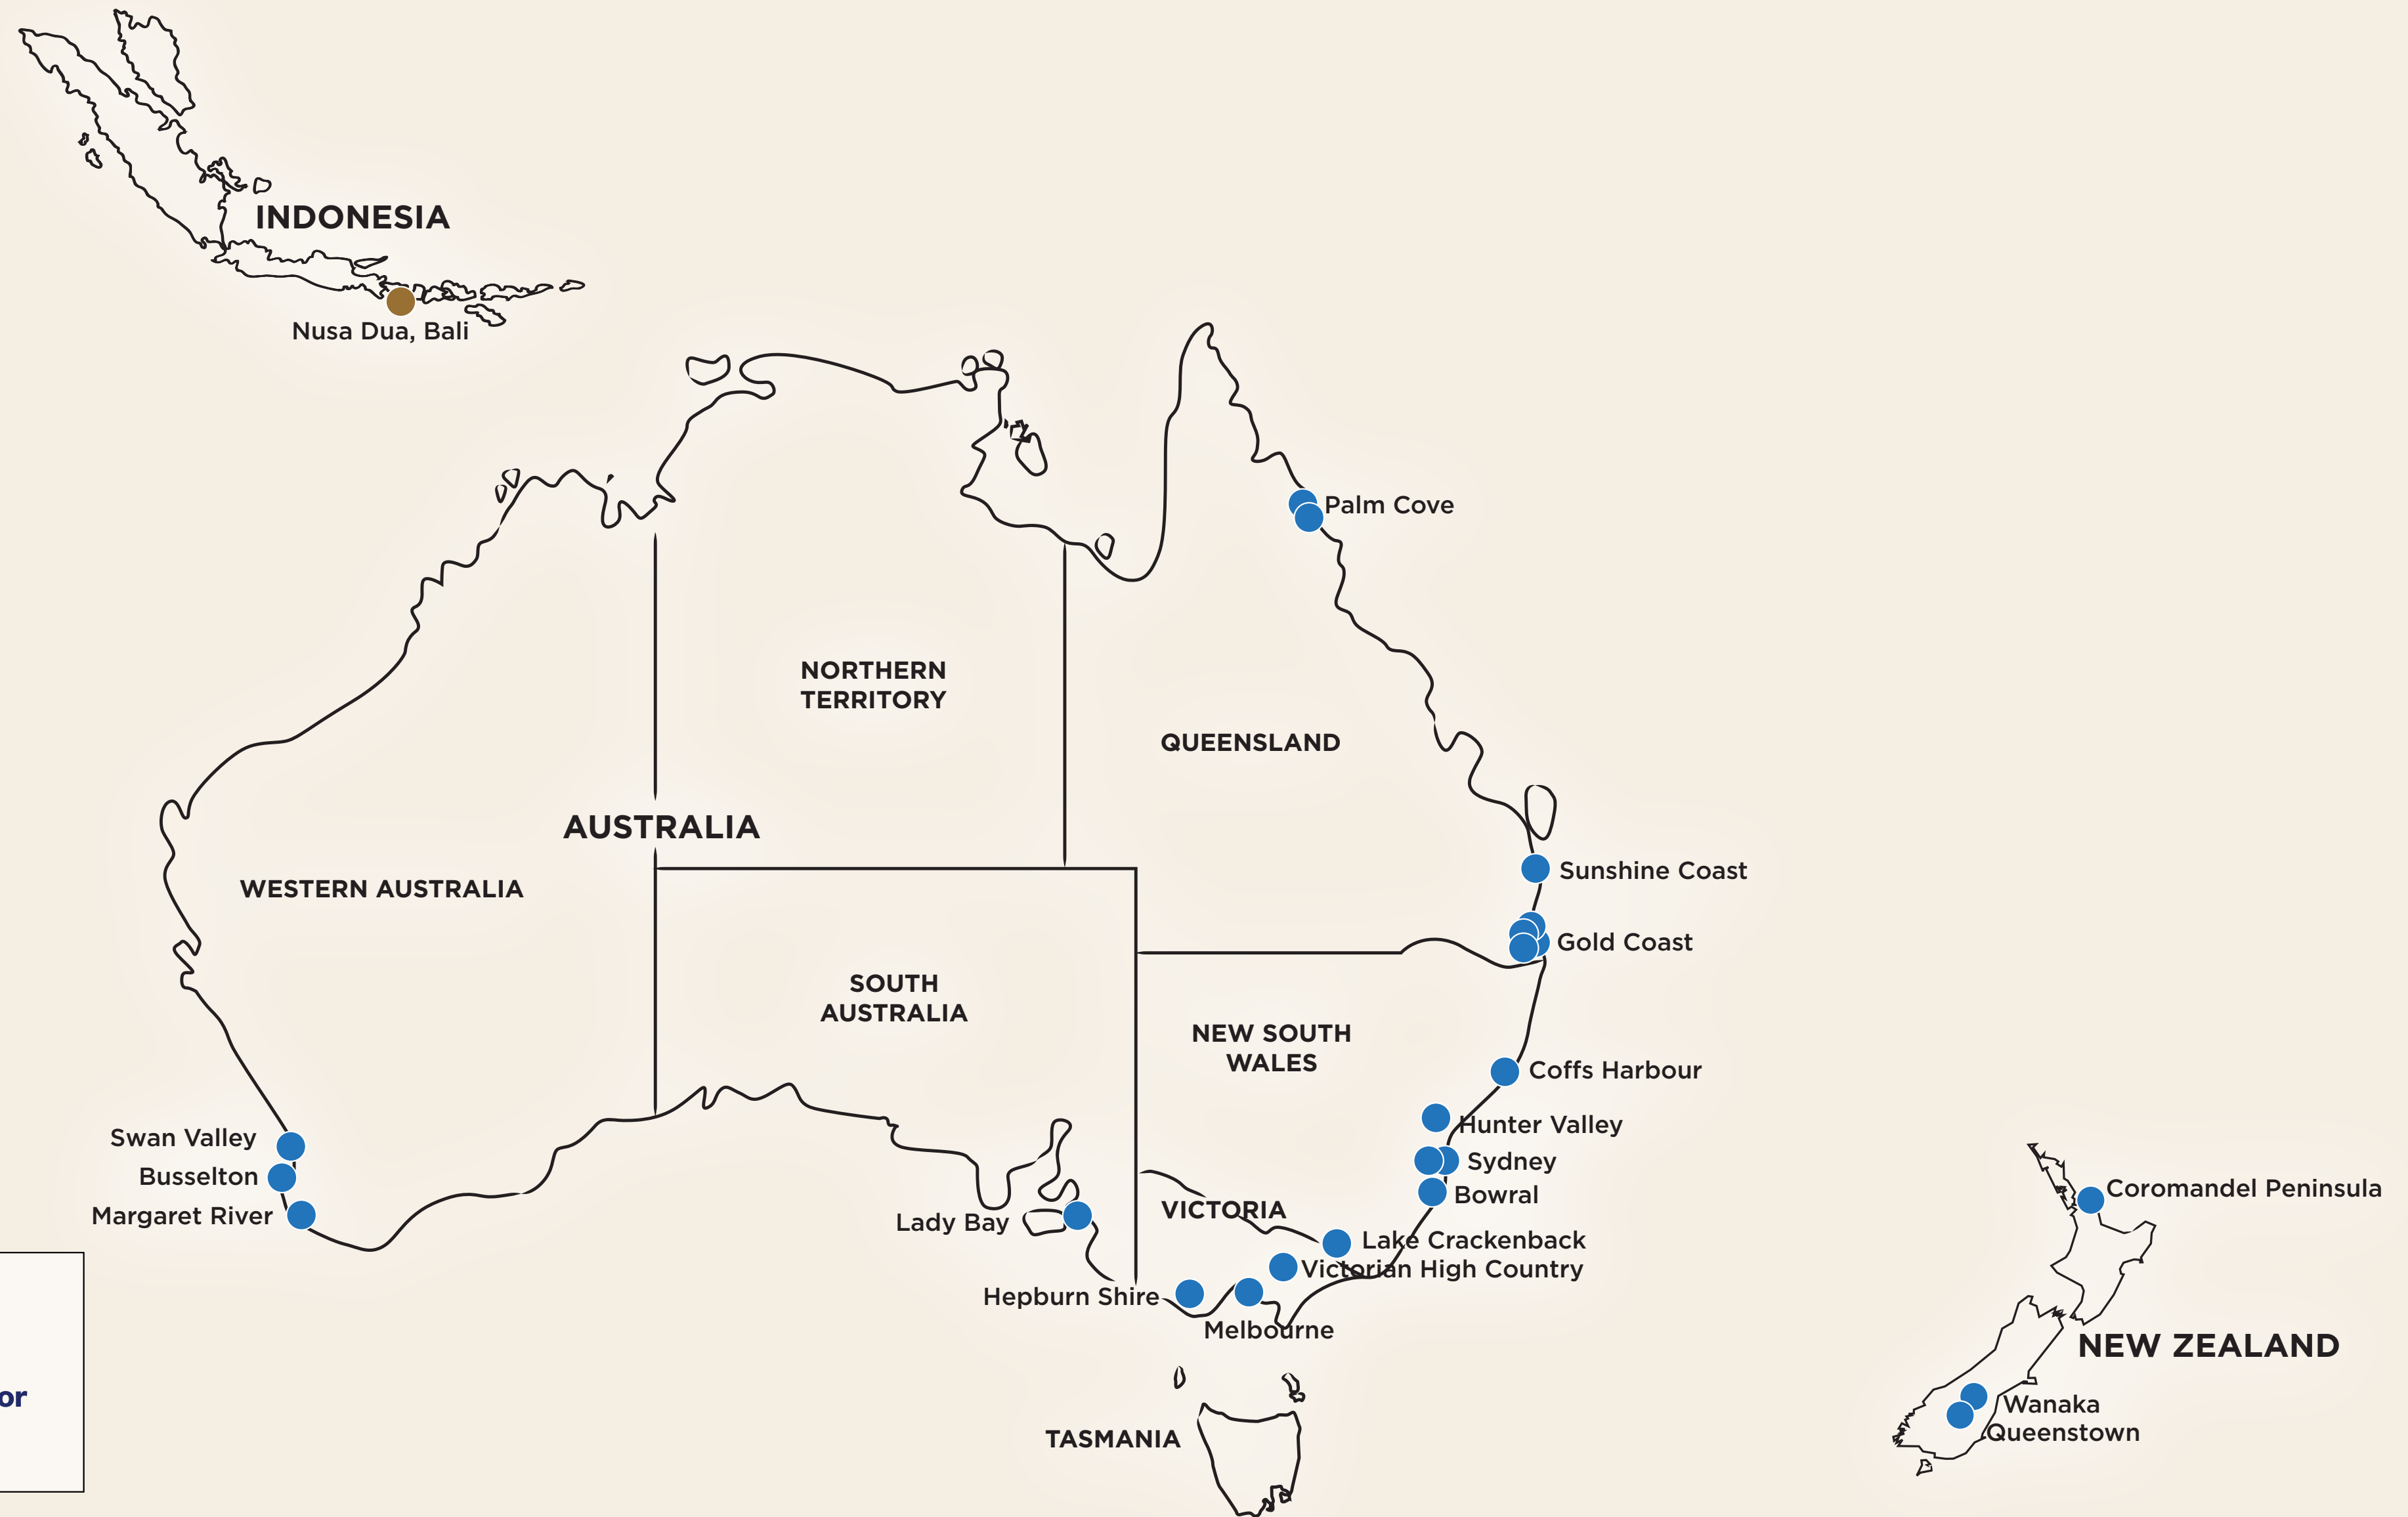 INDONESIA
Nusa Dua, Bali
Palm Cove
NORTHERN
TERRITORY
QUEENSLAND
AUSTRALIA
WESTERN AUSTRALIA
Sunshine Coast
Gold Coast
SOUTH
AUSTRALIA
NEW SOUTH
WALES
Coffs Harbour
Hunter Valley
Swan Valley
Sydney
Busselton
Bowral
Margaret River
Lady Bay
VICTORIA
Lake Crackenback
Victorian High Country
Hepburn Shire
Melbourne
TASMANIA
Coromandel Peninsula
NEW ZEALAND
Wanaka
Queenstown
or